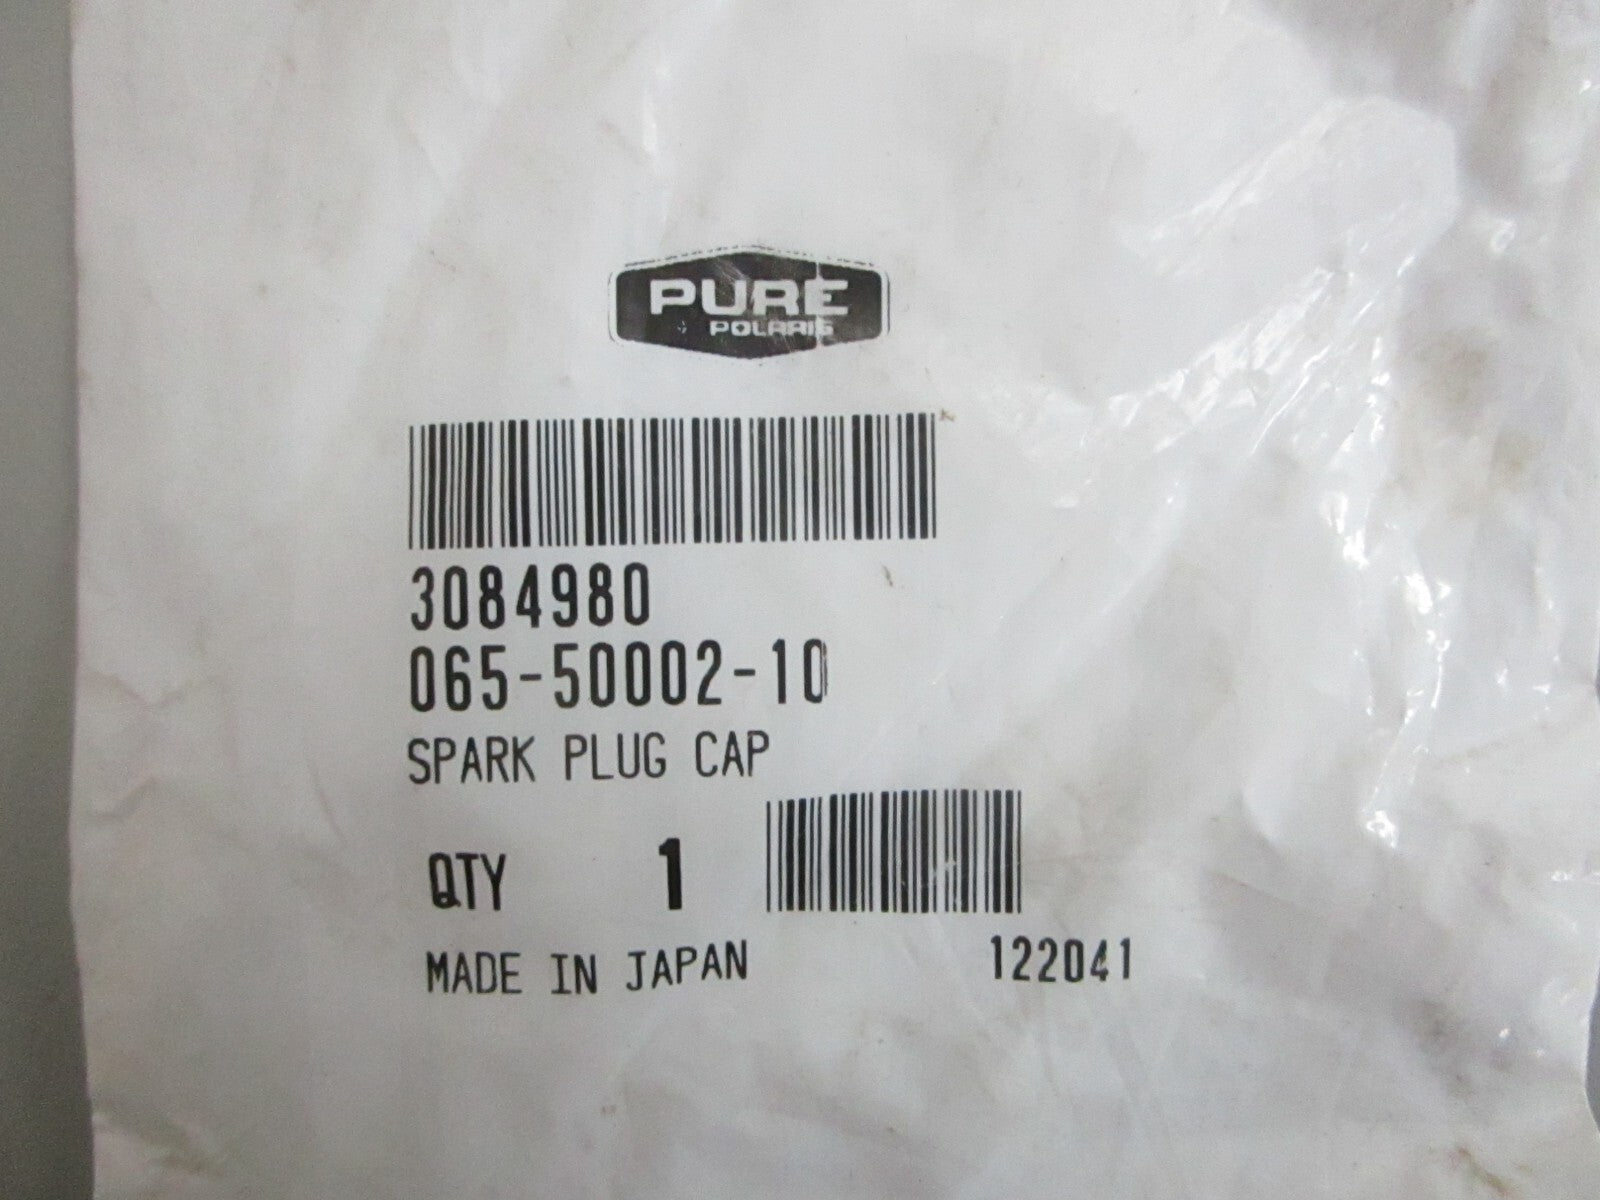 PURE
POLARIS
3084980
065-50002-10
SPARK PLUG CAP
QTY 1
MADE IN JAPAN 122041